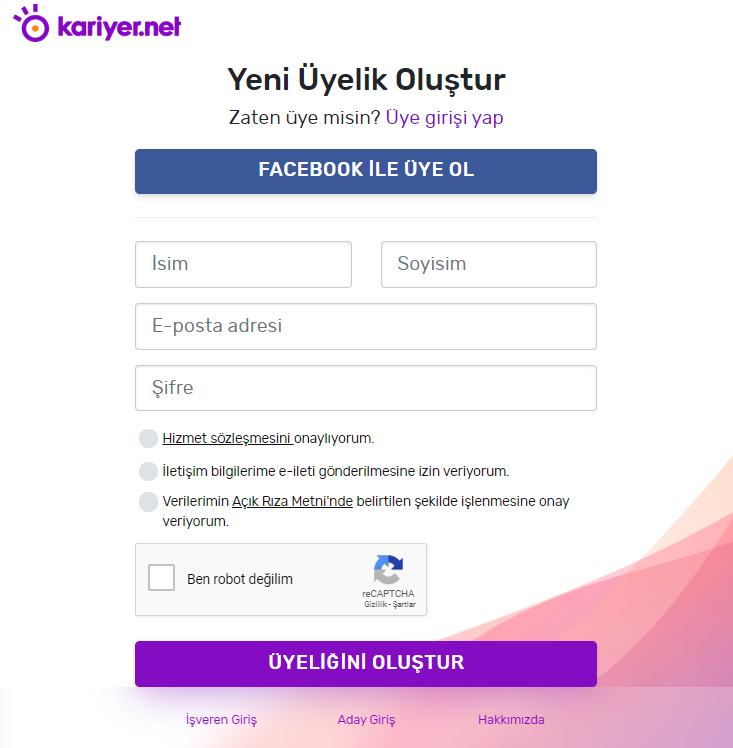 kariyer.net
Yeni Üyelik Oluştur
Zaten üye misin? Üye girişi yap
FACEBOOK İLE ÜYE OL
Isim Soyisim
E-posta adresi
Şifre
Hizmet sözleşmesini onaylıyorum.
İletişim bilgilerime e-ileti gönderilmesine izin veriyorum.
Verilerimin Açık Rıza Metni'nde belirtilen şekilde işlenmesine onay
veriyorum.
Ben robot değilim
reCAPTCHA
Gizlilik - Şartlar
ÜYELİĞİNİ OLUŞTUR
İşveren Giriş Aday Giriş Hakkımızda